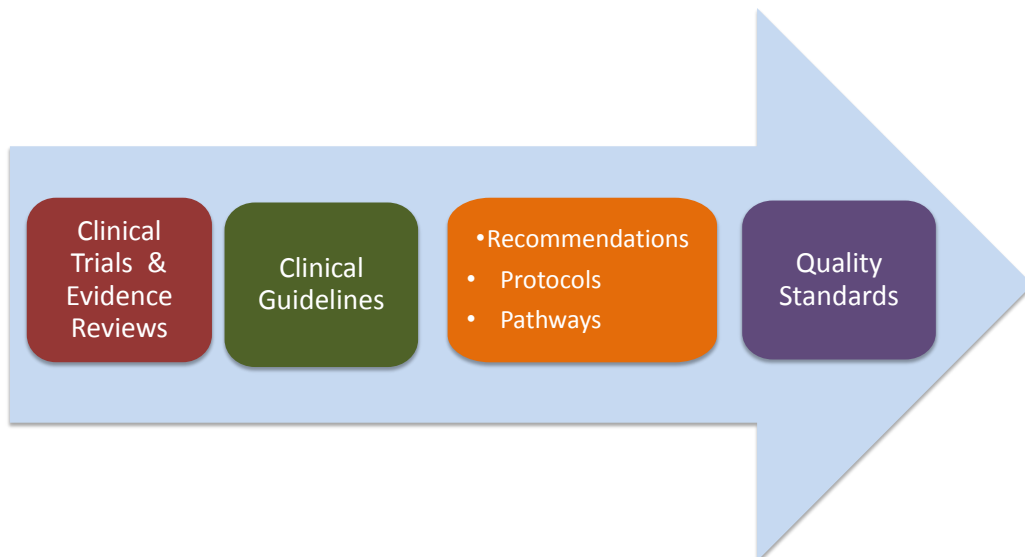 Clinical
Trials & 
Evidence
Reviews
Clinical
Guidelines
•Recommendations
• Protocols
• Pathways
Quality
Standards